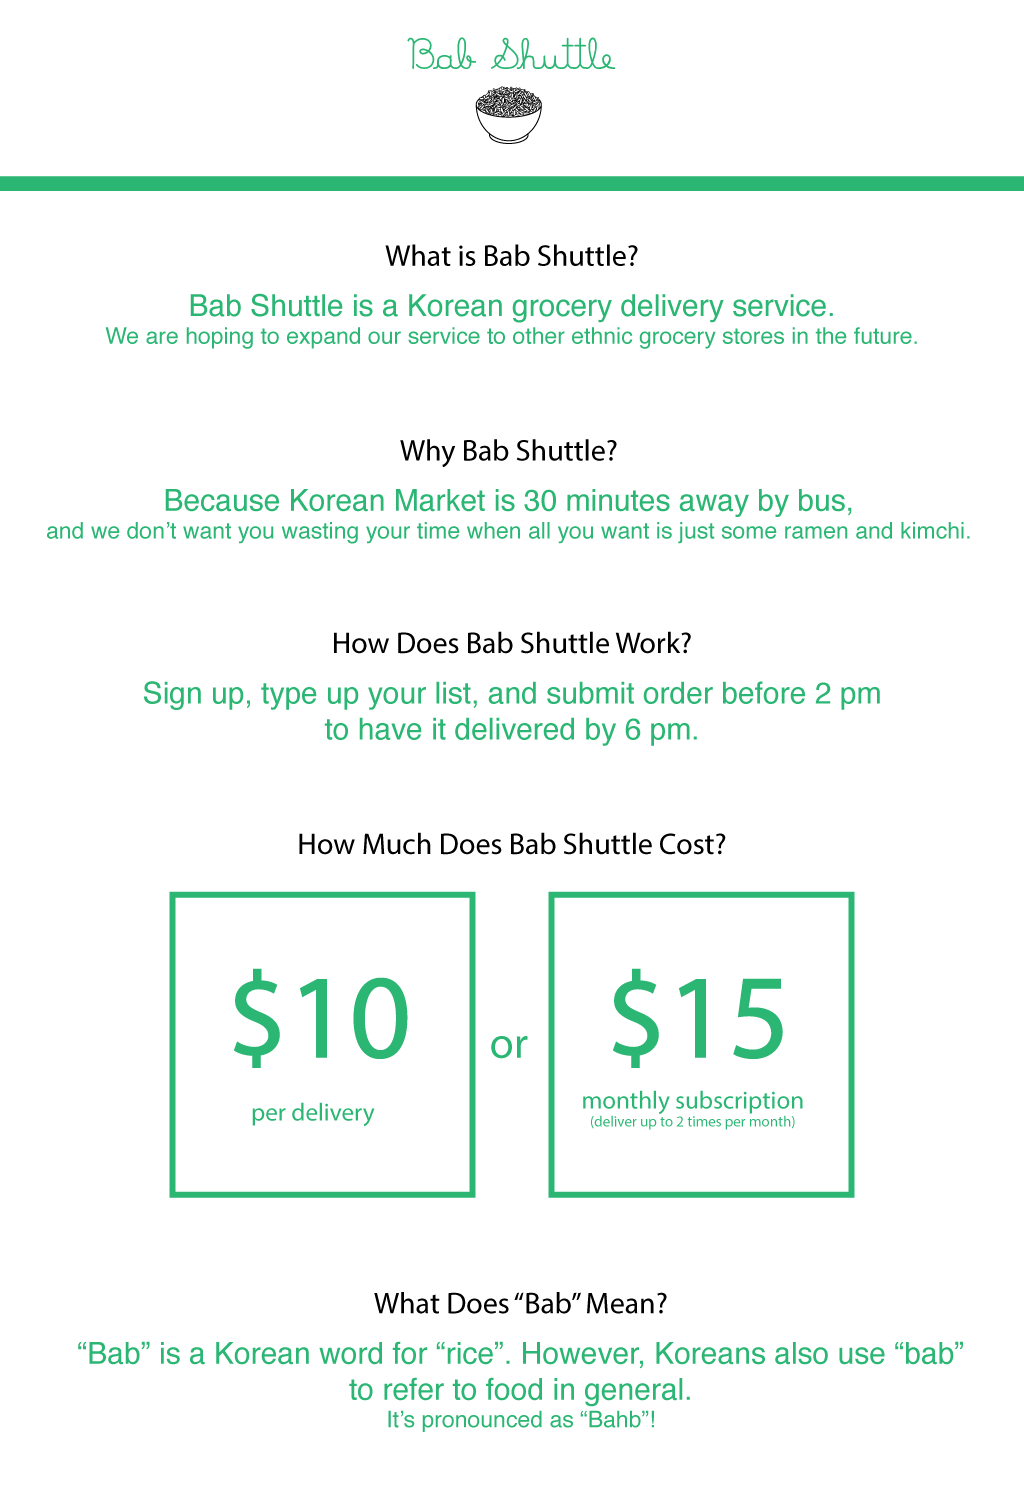 Bab Shuttle
What is Bab Shuttle?
Bab Shuttle is a Korean grocery delivery service.
We are hoping to expand our service to other ethnic grocery stores in the future.
Why Bab Shuttle?
Because Korean Market is 30 minutes away by bus,
and we don’t want you wasting your time when all you want is just some ramen and kimchi.
How Does Bab Shuttle Work?
Sign up, type up your list, and submit order before 2 pm
to have it delivered by 6 pm.
How Much Does Bab Shuttle Cost?
$10
per delivery
or
$15
monthly subscription
(deliver up to 2 times per month)
What Does “Bab” Mean?
“Bab” is a Korean word for “rice”. However, Koreans also use “bab”
to refer to food in general.
It’s pronounced as “Bahb”!